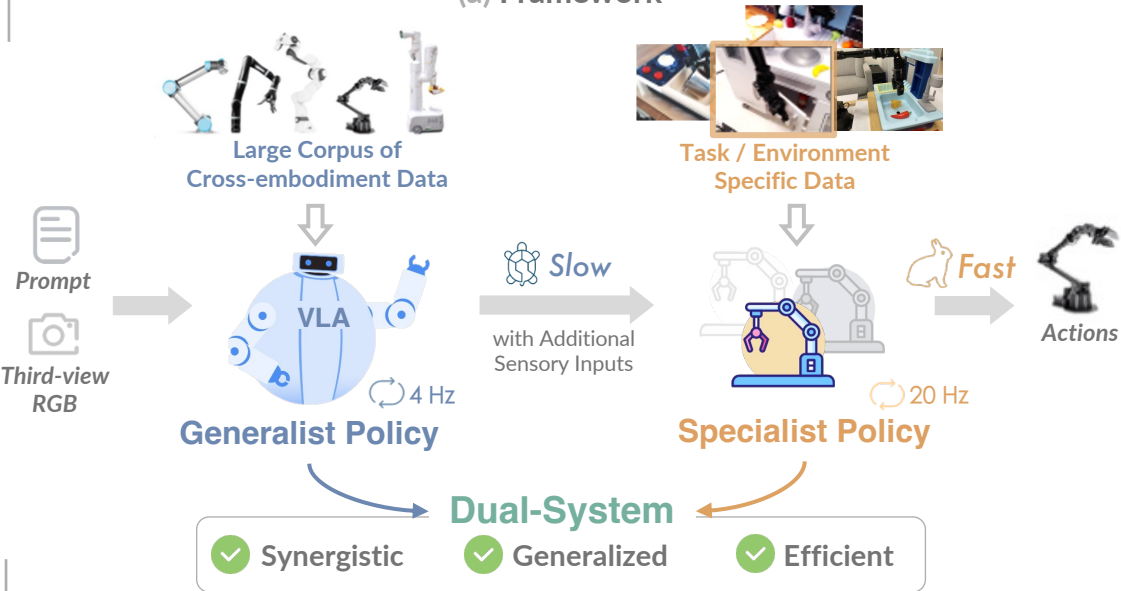 (a) Framework
Large Corpus of
Cross-embodiment Data
Task / Environment
Specific Data
Prompt
Third-view
RGB
VLA
4 Hz
Slow
with Additional
Sensory Inputs
20 Hz
Fast
Actions
Generalist Policy
Specialist Policy
Dual-System
Synergistic
Generalized
Efficient